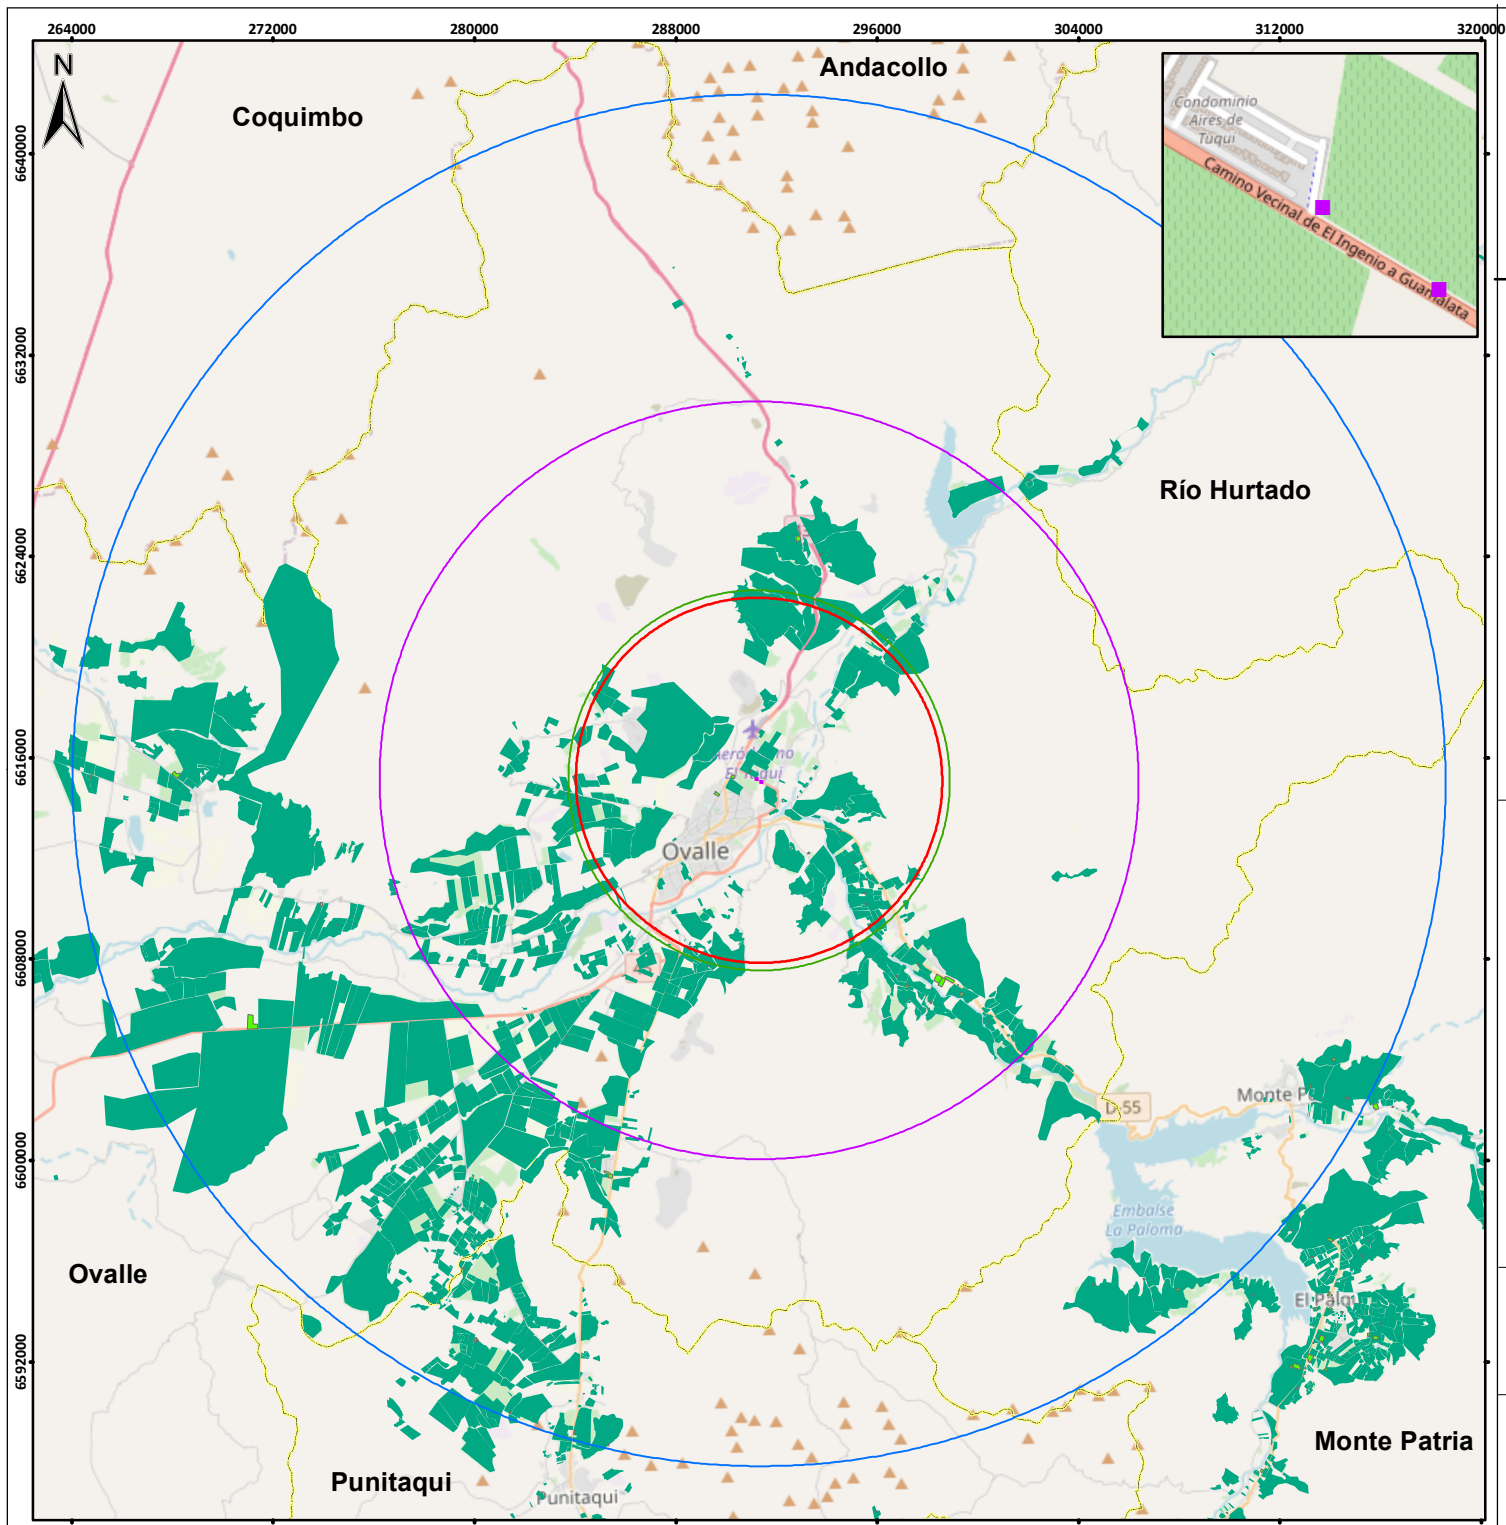 264000 272000 280000 288000 296000 304000 312000 320000
N
Andacollo
Coquimbo
Condominio
Aires de
Tuqui
Camino Vecinal de El Ingenio a Guamalata
6640000
6632000
Río Hurtado
6624000
6616000
El Tuqui
Ovalle
6608000
D-55
6600000
Embalse
La Paloma
Ovalle
6592000
Monte Patria
Punitaqui
Punitaqui